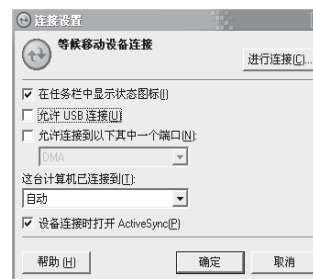 连接设置
等候移动设备连接
进行连接(C)...
在任务栏中显示状态图标(I)
允许 USB 连接(U)
允许连接到以下其中一个端口(N):
DMA
这台计算机已连接到(T):
自动
设备连接时打开 ActiveSync(P)
帮助(H)
确定
取消